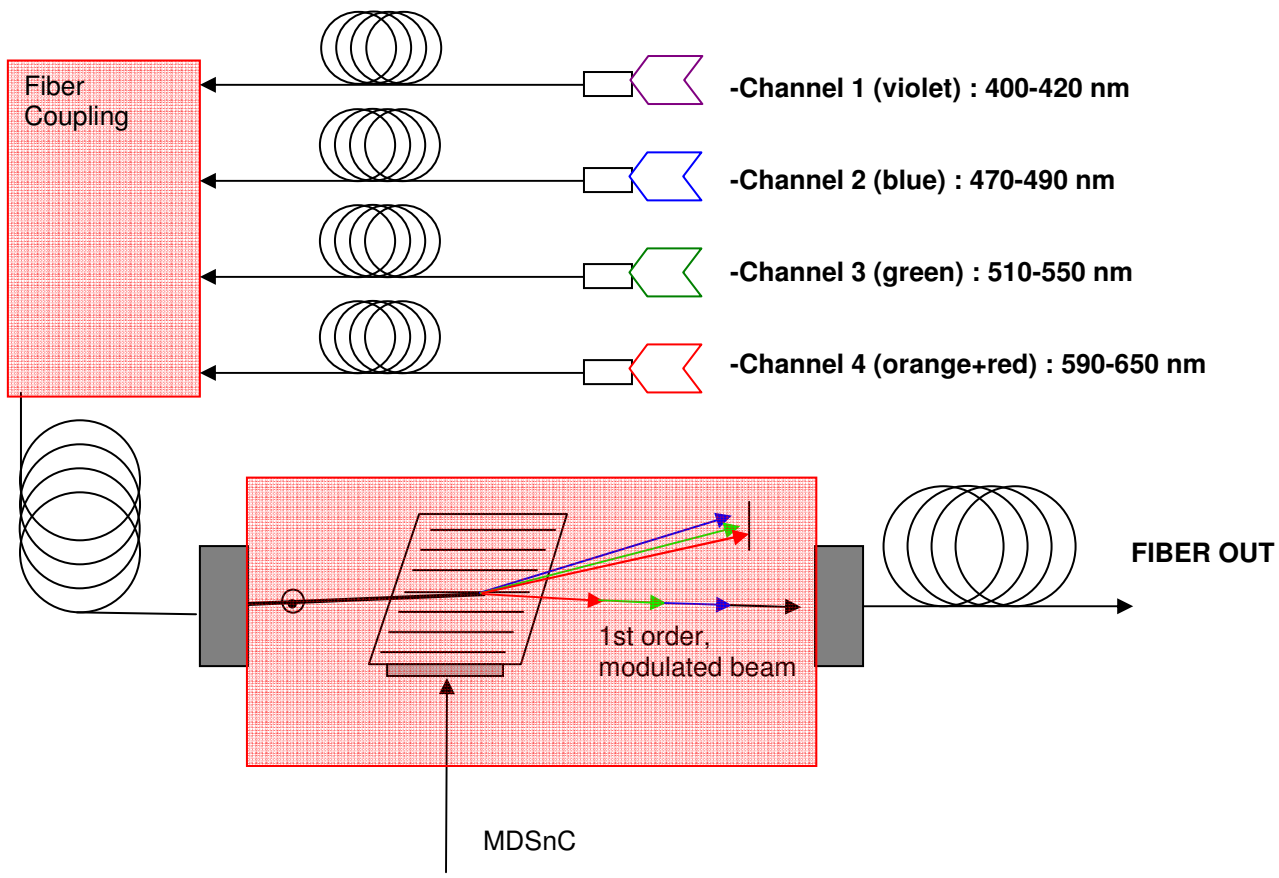 Fiber
Coupling
-Channel 1 (violet) : 400-420 nm
-Channel 2 (blue) : 470-490 nm
-Channel 3 (green) : 510-550 nm
-Channel 4 (orange+red) : 590-650 nm
FIBER OUT
1st order,
modulated beam
MDSnC